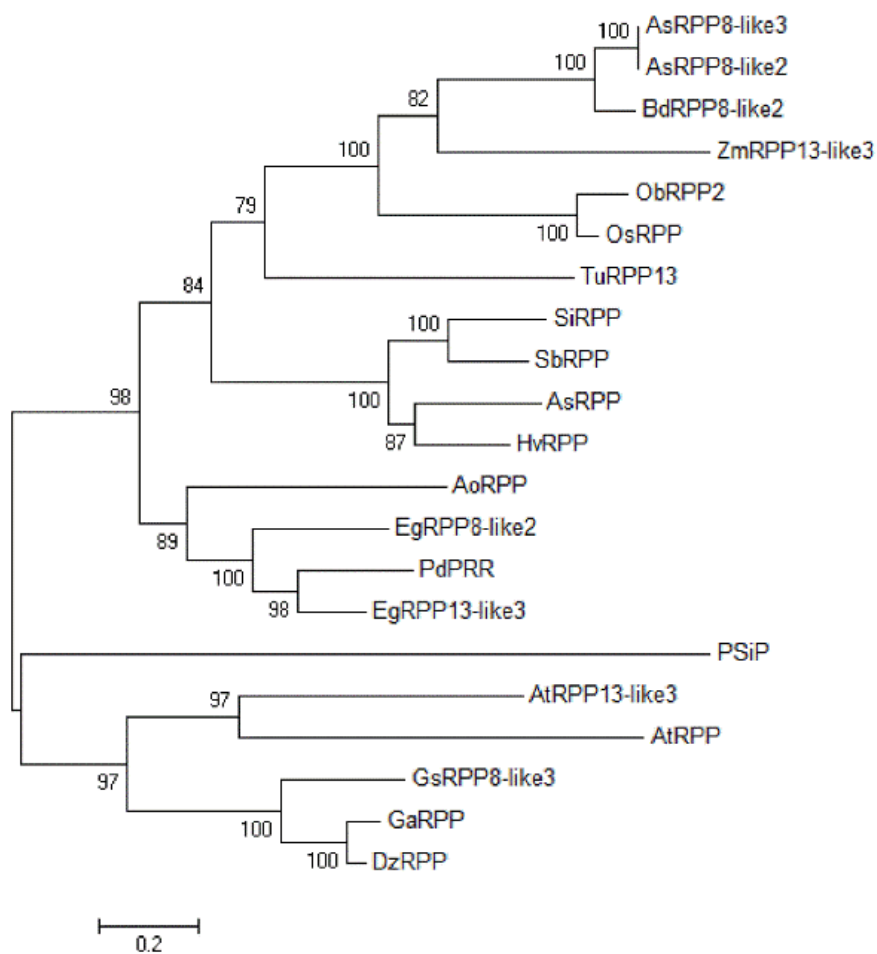 AsRPP8-like3
100
AsRPP8-like2
100
BdRPP8-like2
82
ZmRPP13-like3
100
ObRPP2
79
100
OsRPP
TuRPP13
84
SiRPP
100
SbRPP
98
100
AsRPP
87
HvRPP
AoRPP
EgRPP8-like2
89
PdPRR
100
98
EgRPP13-like3
PSiP
AtRPP13-like3
97
AtRPP
97
GsRPP8-like3
GaRPP
100
100
DzRPP
0.2